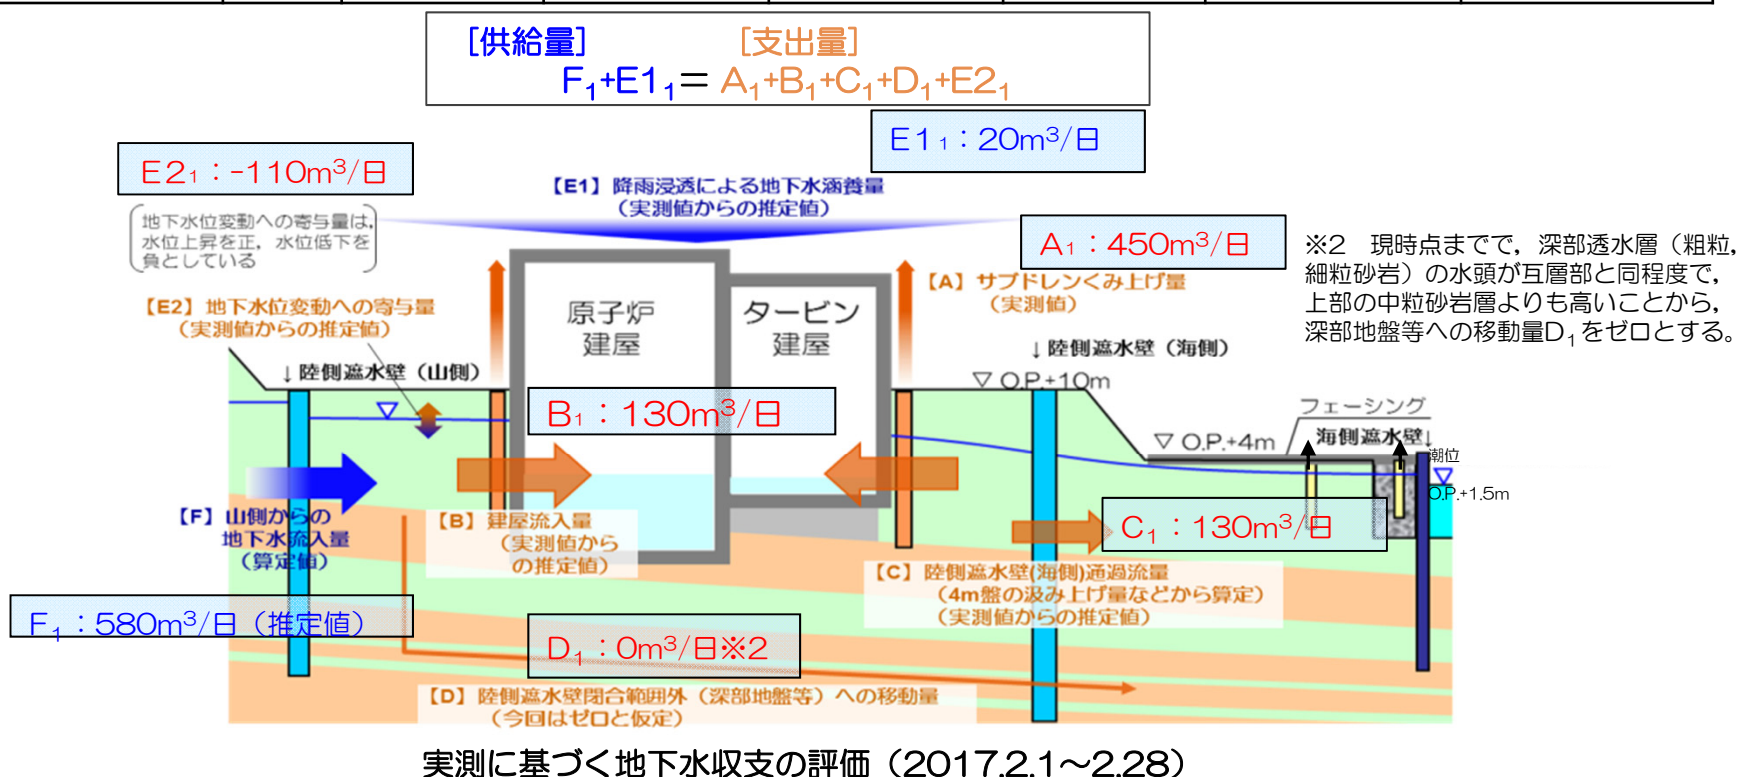 [供給量] [支出量]
F₁+E1₁＝ A₁+B₁+C₁+D₁+E2₁
E1₁：20m³/日
E2₁：-110m³/日
【E1】降雨浸透による地下水涵養量
（実測値からの推定値）
地下水位変動への寄与量は，
水位上昇を正，水位低下を
負としている
A₁：450m³/日
※2　現時点までで，深部透水層（粗粒，
細粒砂岩）の水頭が互層部と同程度で，
上部の中粒砂岩層よりも高いことから，
深部地盤等への移動量D₁をゼロとする。
【A】サブドレンくみ上げ量
（実測値）
【E2】地下水位変動への寄与量
（実測値からの推定値）
原子炉
建屋
タービン
建屋
↓陸側遮水壁（山側）
↓陸側遮水壁（海側）
▽ O.P.+10m
B₁：130m³/日
フェーシング
▽ O.P.+4m
海側遮水壁↓
潮位
O.P.+1.5m
【F】山側からの
地下水流入量
（算定値）
【B】建屋流入量
（実測値から
の推定値）
C₁：130m³/日
【C】陸側遮水壁(海側)通過流量
（4m盤の汲み上げ量などから算定）
（実測値からの推定値）
F₁：580m³/日（推定値）
D₁：0m³/日※2
【D】陸側遮水壁閉合範囲外（深部地盤等）への移動量
（今回はゼロと仮定）
実測に基づく地下水収支の評価（2017.2.1～2.28）